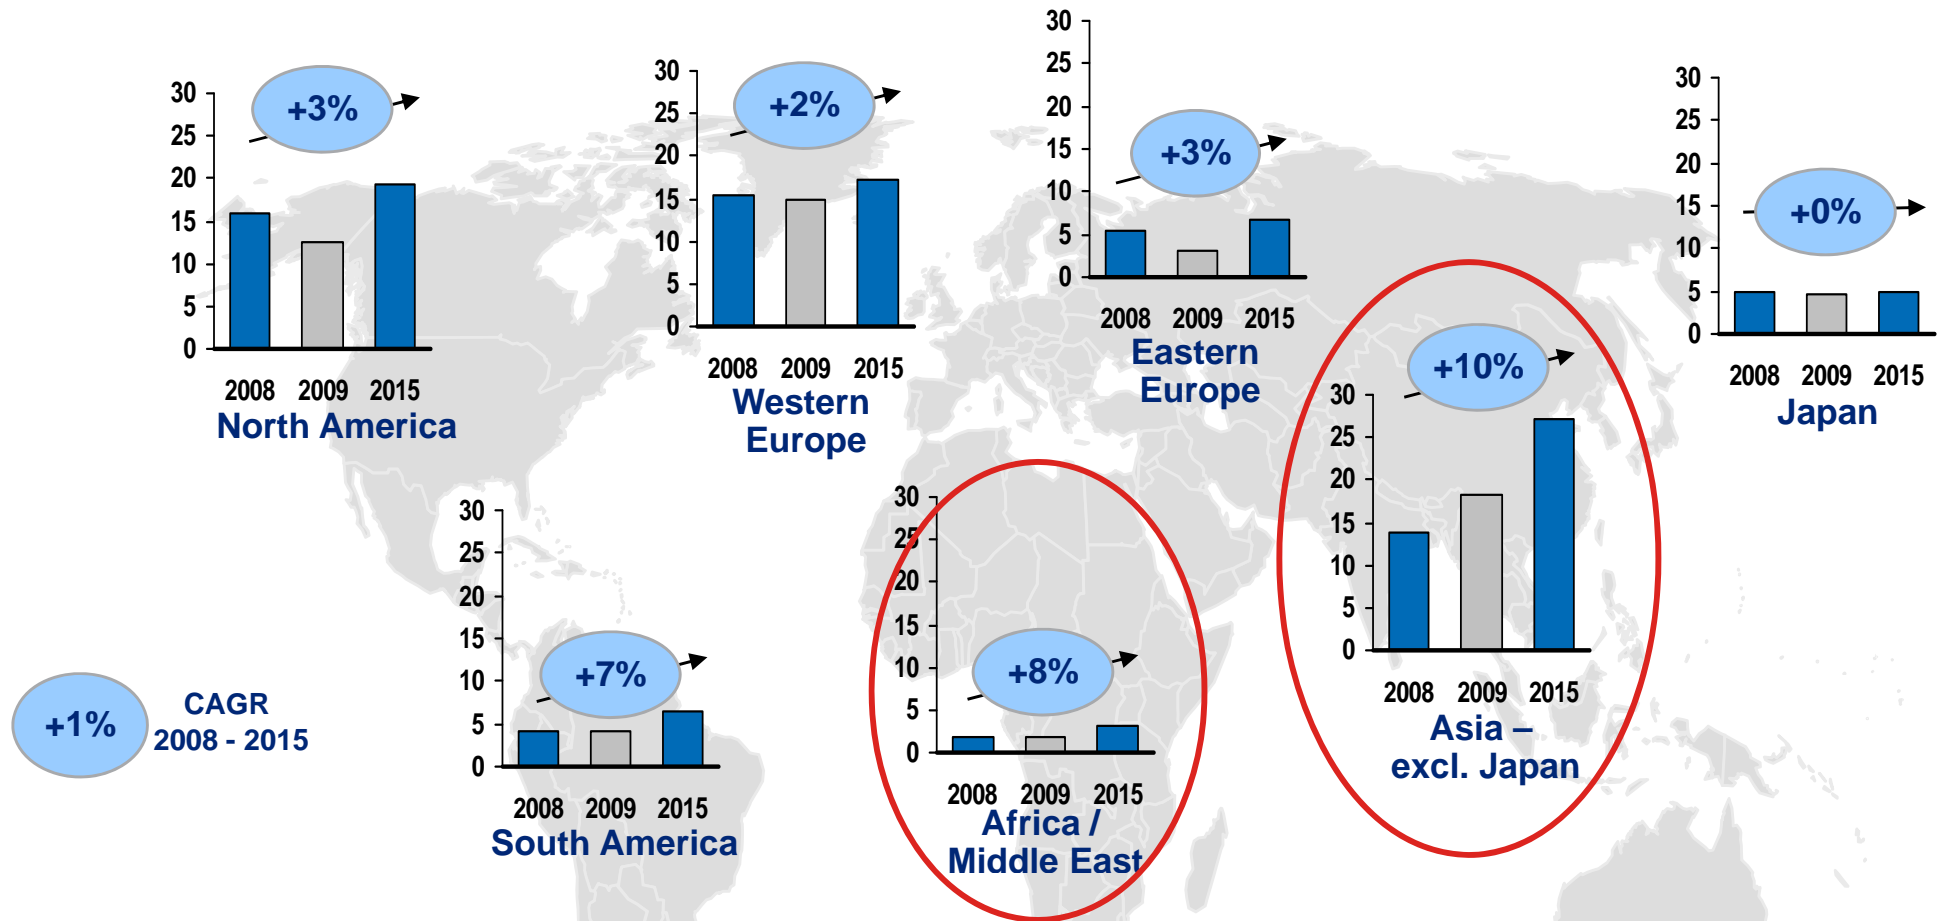 30
25
20
15
10
5
0
+3%
2008 2009 2015
North America
30
25
20
15
10
5
0
+2%
2008 2009 2015
Western
Europe
30
25
20
15
10
5
0
+3%
2008 2009 2015
Eastern
Europe
30
25
20
15
10
5
0
+0%
2008 2009 2015
Japan
30
25
20
15
10
5
0
+10%
2008 2009 2015
Asia –
excl. Japan
30
25
20
15
10
5
0
+7%
2008 2009 2015
South America
30
25
20
15
10
5
0
+8%
2008 2009 2015
Africa /
Middle East
+1%
CAGR
2008 - 2015